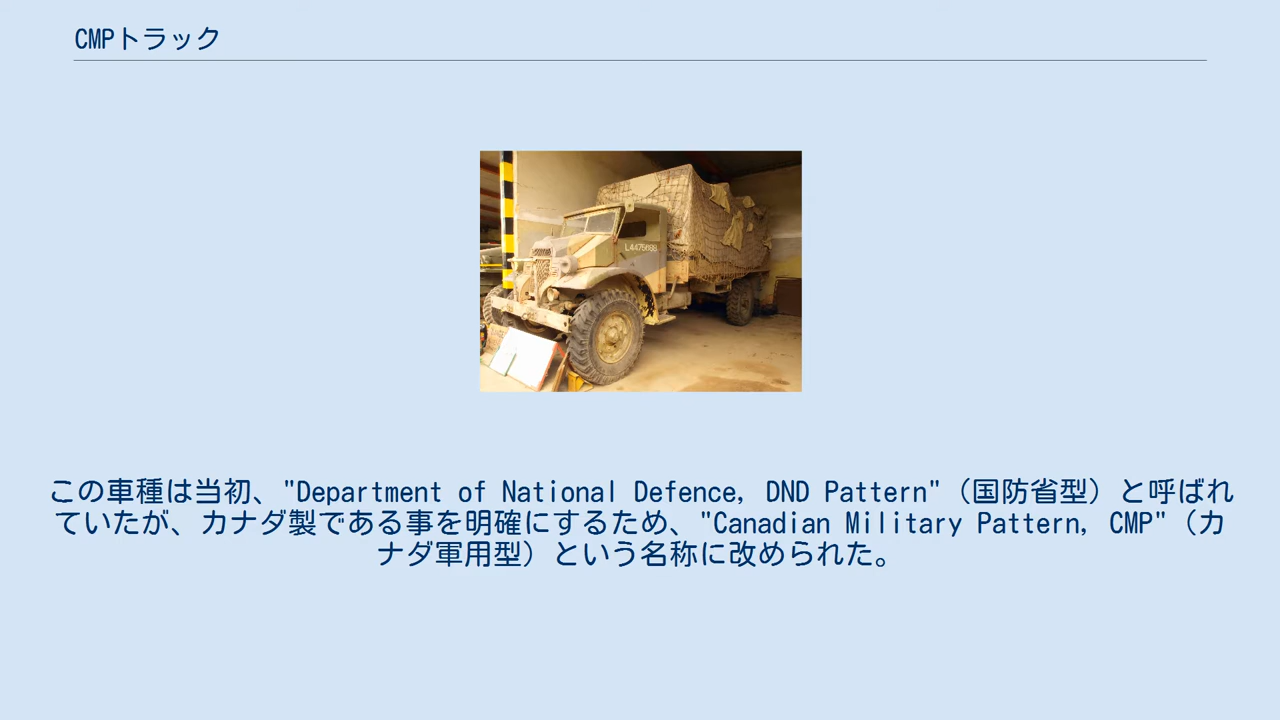 CMPトラック
L4475688
この車種は当初、"Department of National Defence, DND Pattern"（国防省型）と呼ばれ
ていたが、カナダ製である事を明確にするため、"Canadian Military Pattern, CMP"（カ
ナダ軍用型）という名称に改められた。